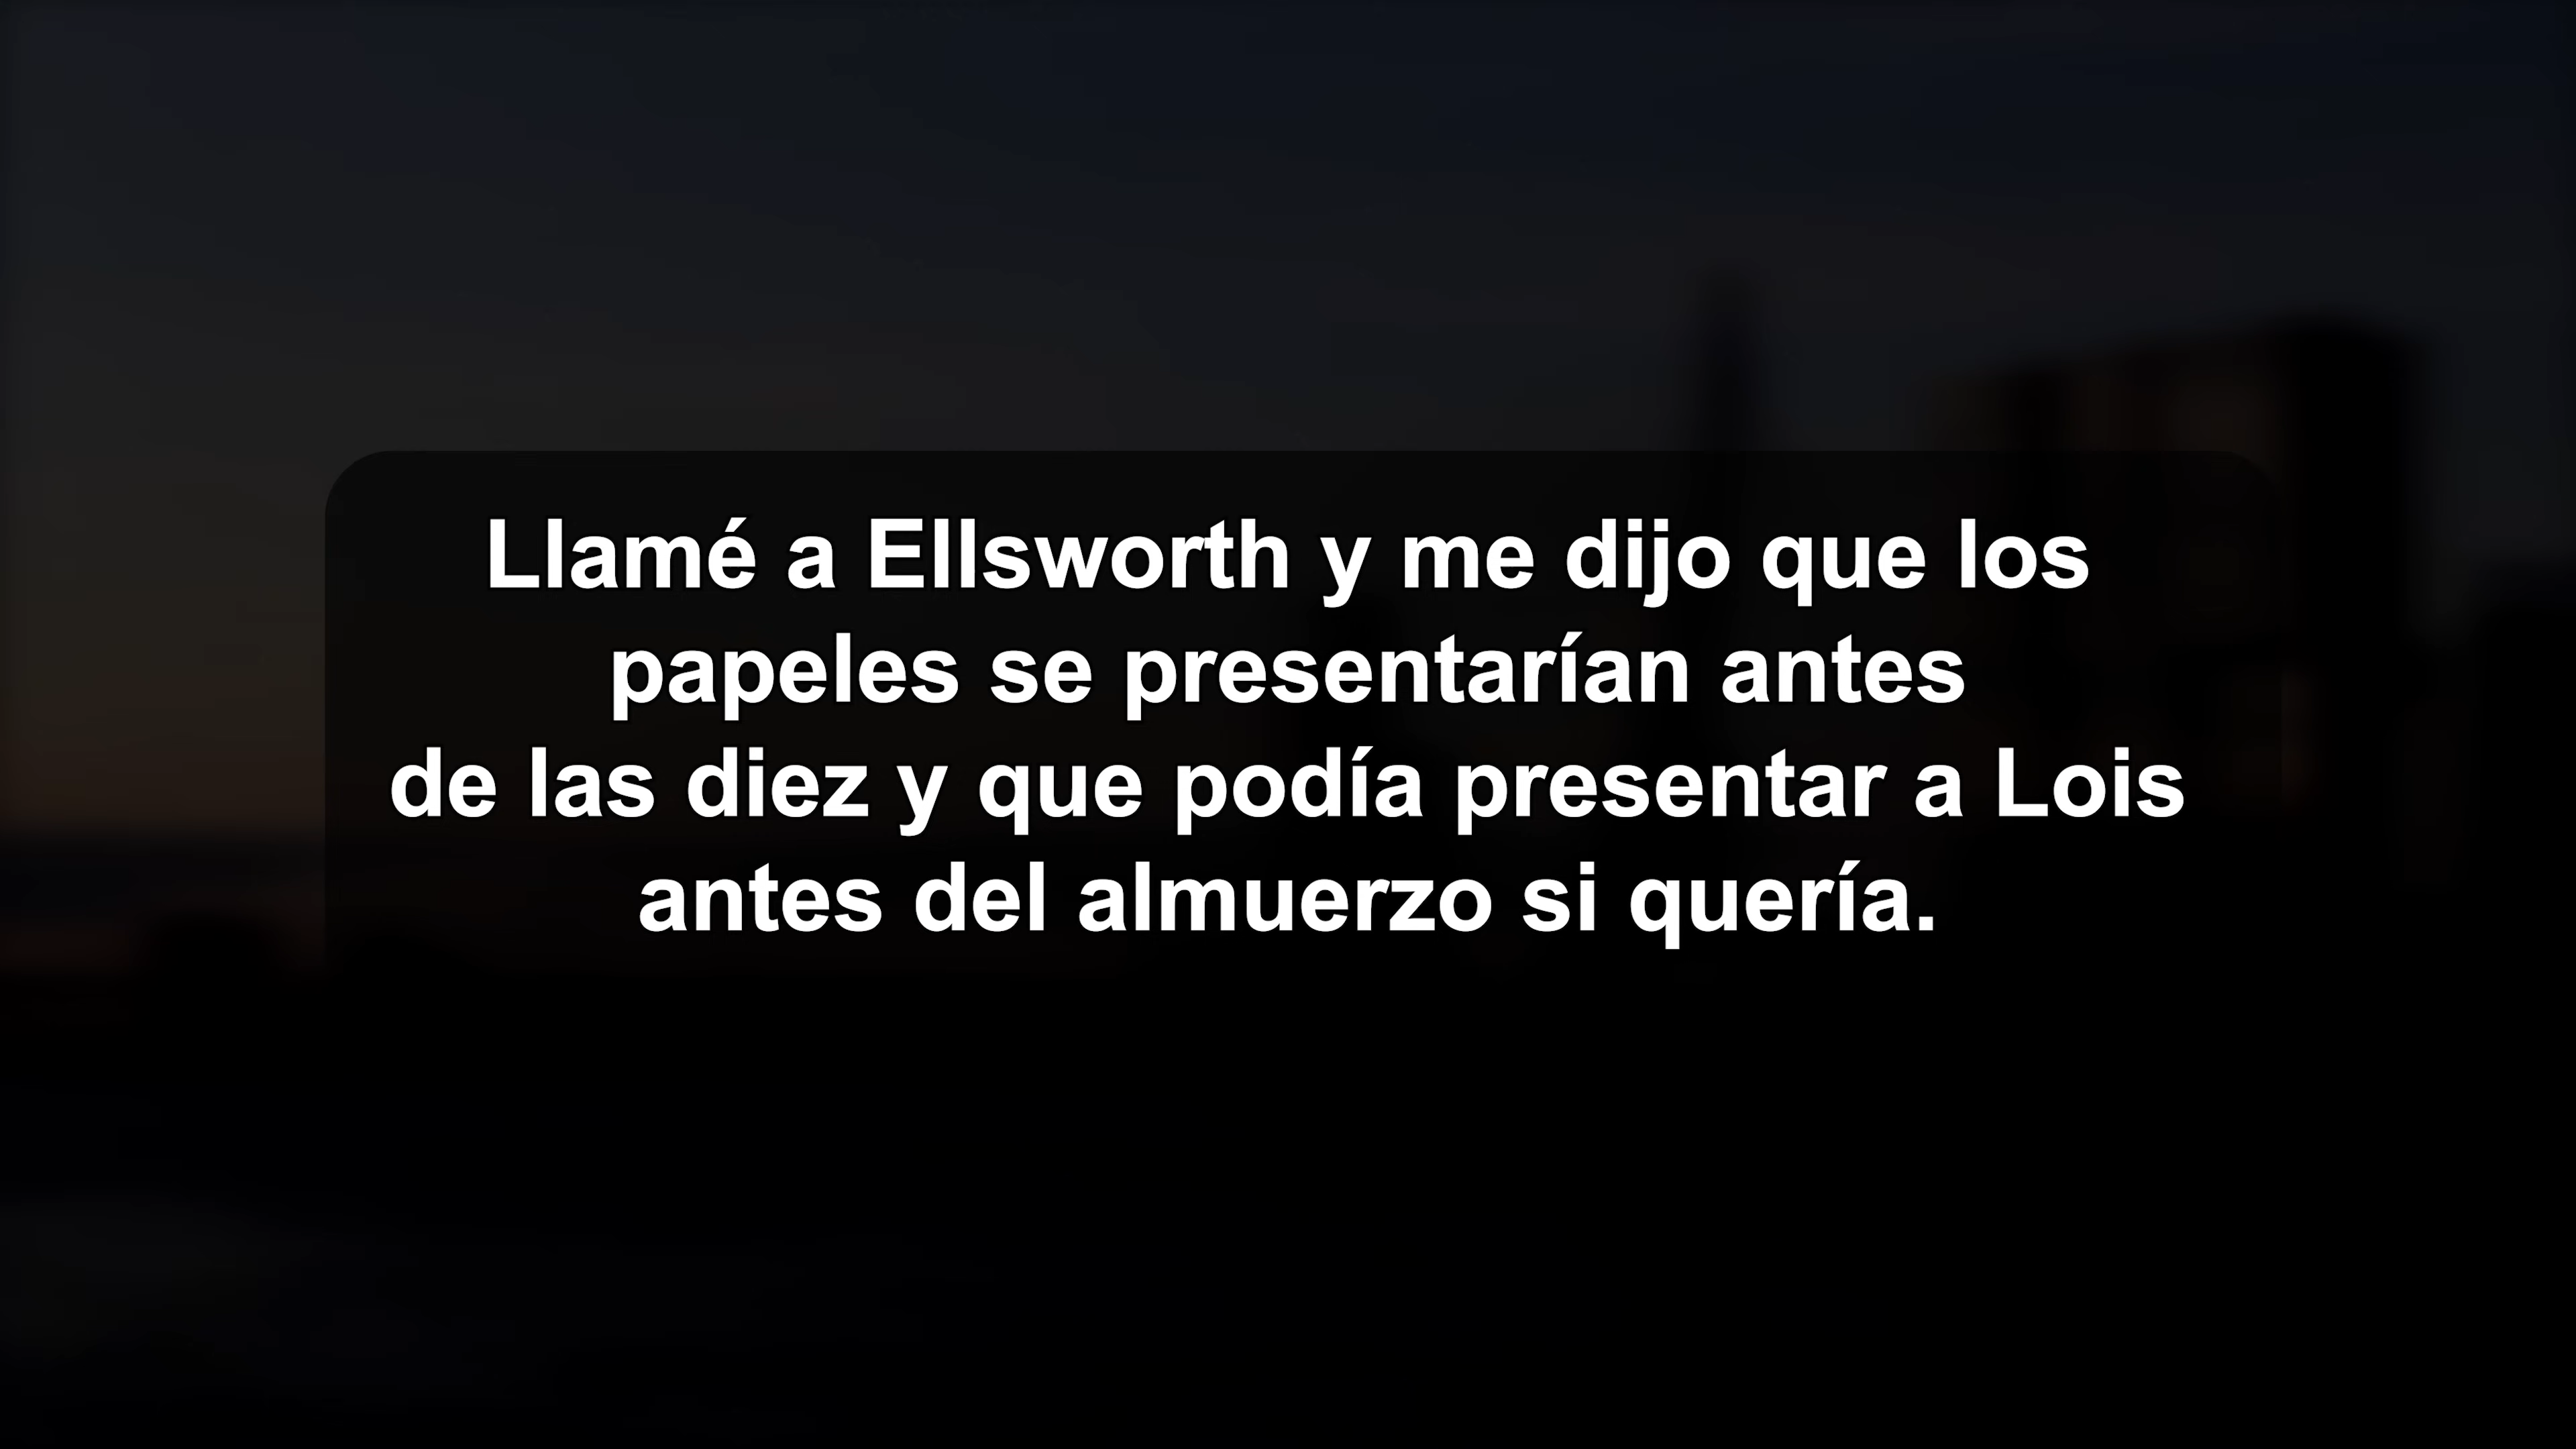 Llamé a Ellsworth y me dijo que los
papeles se presentarían antes
de las diez y que podía presentar a Lois
antes del almuerzo si quería.